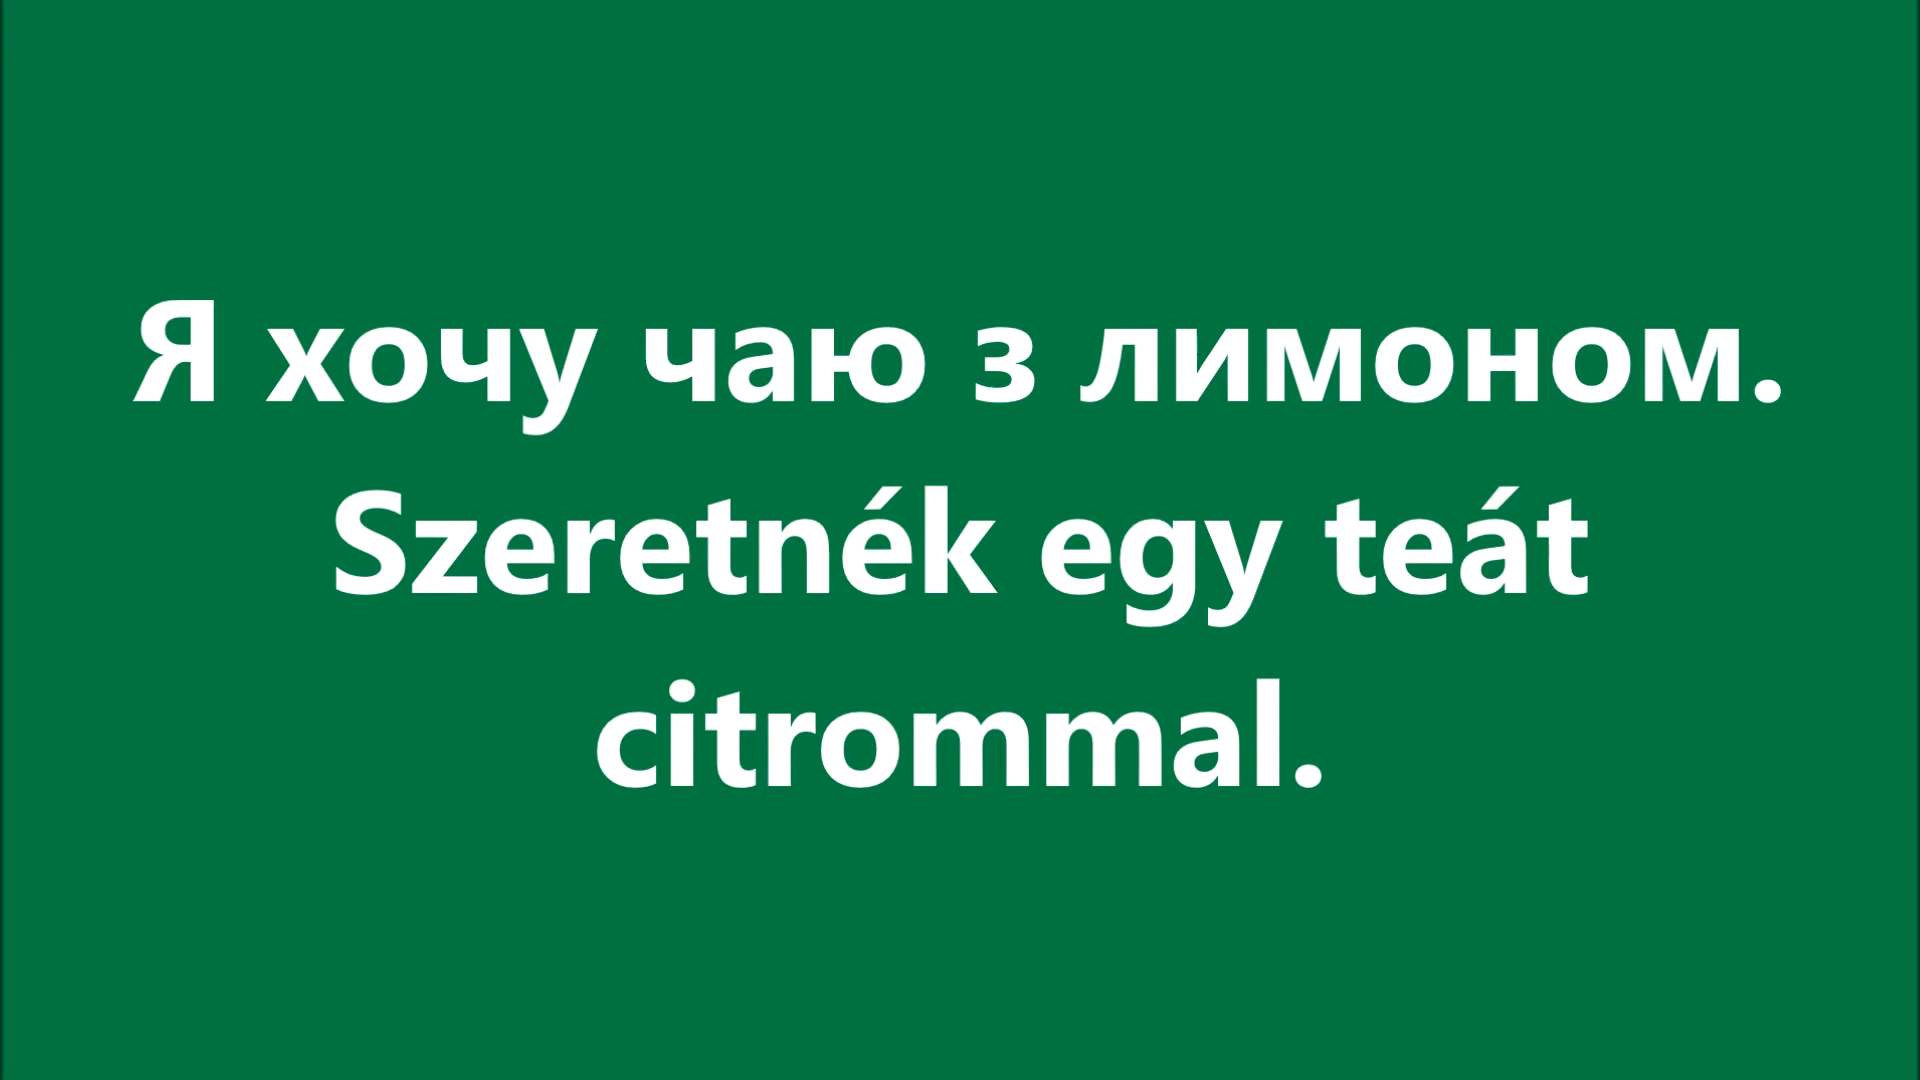 Я хочу чаю з лимоном.
Szeretnék egy teát
citrommal.